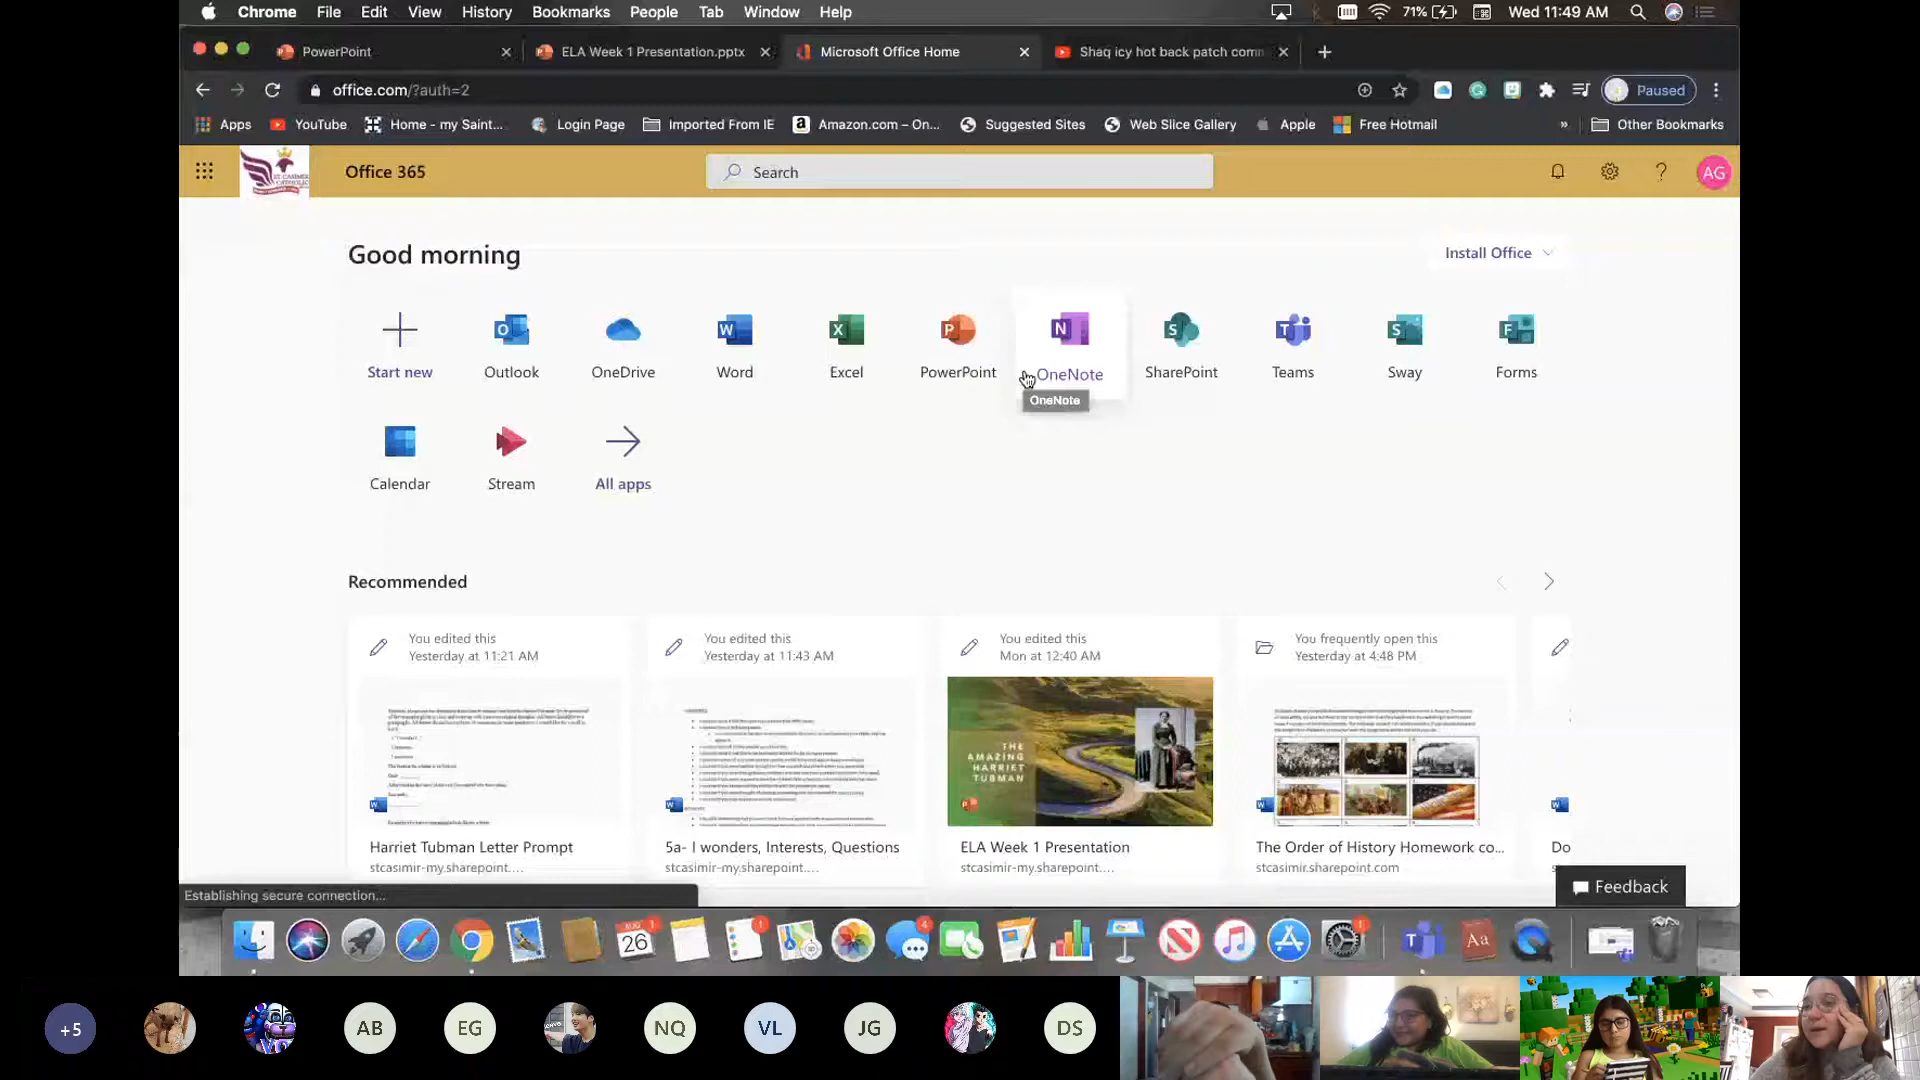 Chrome File Edit View History Bookmarks People Tab Window Help 71% Wed 11:49 AM
PowerPoint ELA Week 1 Presentation.pptx Microsoft Office Home Shaq icy hot back patch com
office.com/?auth=2 Paused
Apps YouTube Home - my Saint... Login Page Imported From IE Amazon.com – On... Suggested Sites Web Slice Gallery Apple Free Hotmail » Other Bookmarks
Office 365 Search AG
Good morning Install Office
Start new Outlook OneDrive Word Excel PowerPoint OneNote SharePoint Teams Sway Forms
OneNote
Calendar Stream All apps
Recommended
You edited this You edited this You edited this You frequently open this
Yesterday at 11:21 AM Yesterday at 11:43 AM Mon at 12:40 AM Yesterday at 4:48 PM
THE
AMAZING
HARRIET
TUBMAN
Harriet Tubman Letter Prompt 5a- I wonders, Interests, Questions ELA Week 1 Presentation The Order of History Homework co... Do
stcasimir-my.sharepoint.... stcasimir-my.sharepoint.... stcasimir-my.sharepoint.... stcasimir.sharepoint.com
Feedback
Establishing secure connection...
AUG 26
+5 AB EG NQ VL JG DS